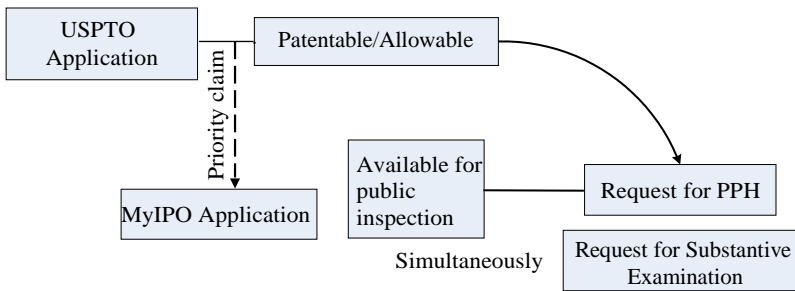 USPTO
Application
Patentable/Allowable
Priority claim
MyIPO Application
Available for
public
inspection
Request for PPH
Simultaneously
Request for Substantive
Examination